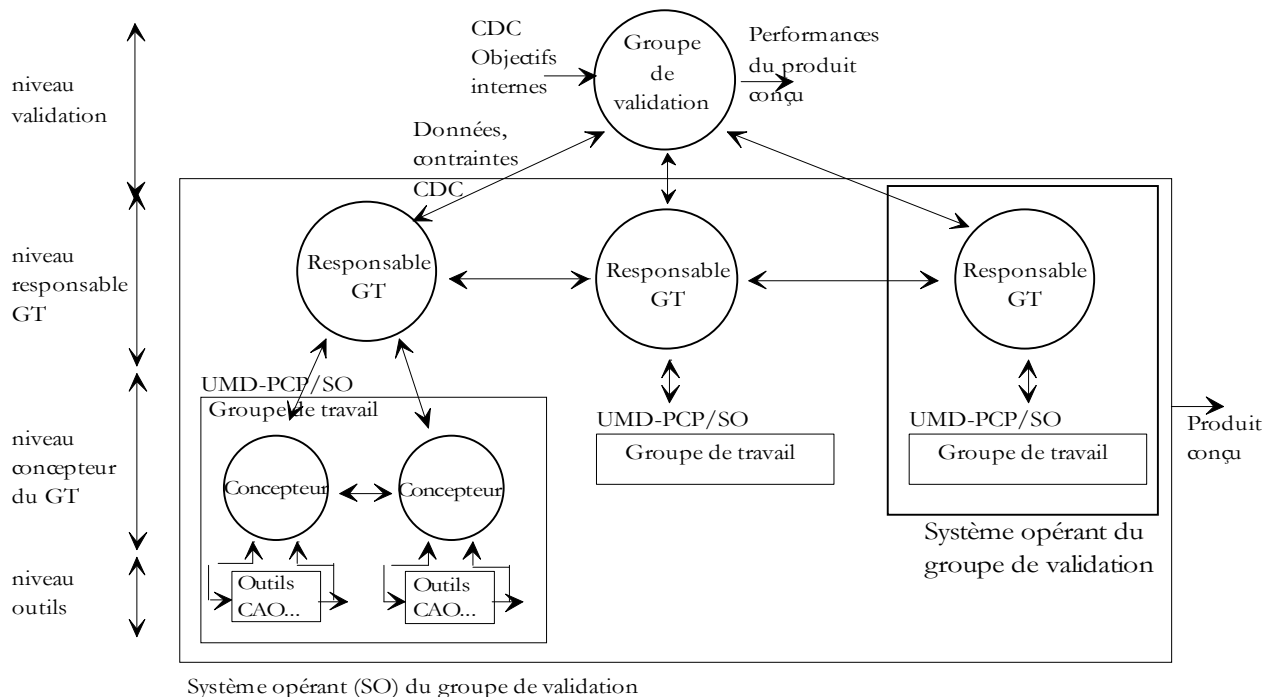 CDC
Objectifs
internes
Groupe
de
validation
Performances
du produit
conçu
niveau
validation
Données,
contraintes
CDC
niveau
responsable
GT
Responsable
GT
Responsable
GT
Responsable
GT
UMD-PCP/SO
Groupe de travail
UMD-PCP/SO
Groupe de travail
UMD-PCP/SO
Groupe de travail
Produit
conçu
niveau
concepteur
du GT
Concepteur
Concepteur
Système opérant du
groupe de validation
niveau
outils
Outils
CAO...
Outils
CAO...
Système opérant (SO) du groupe de validation